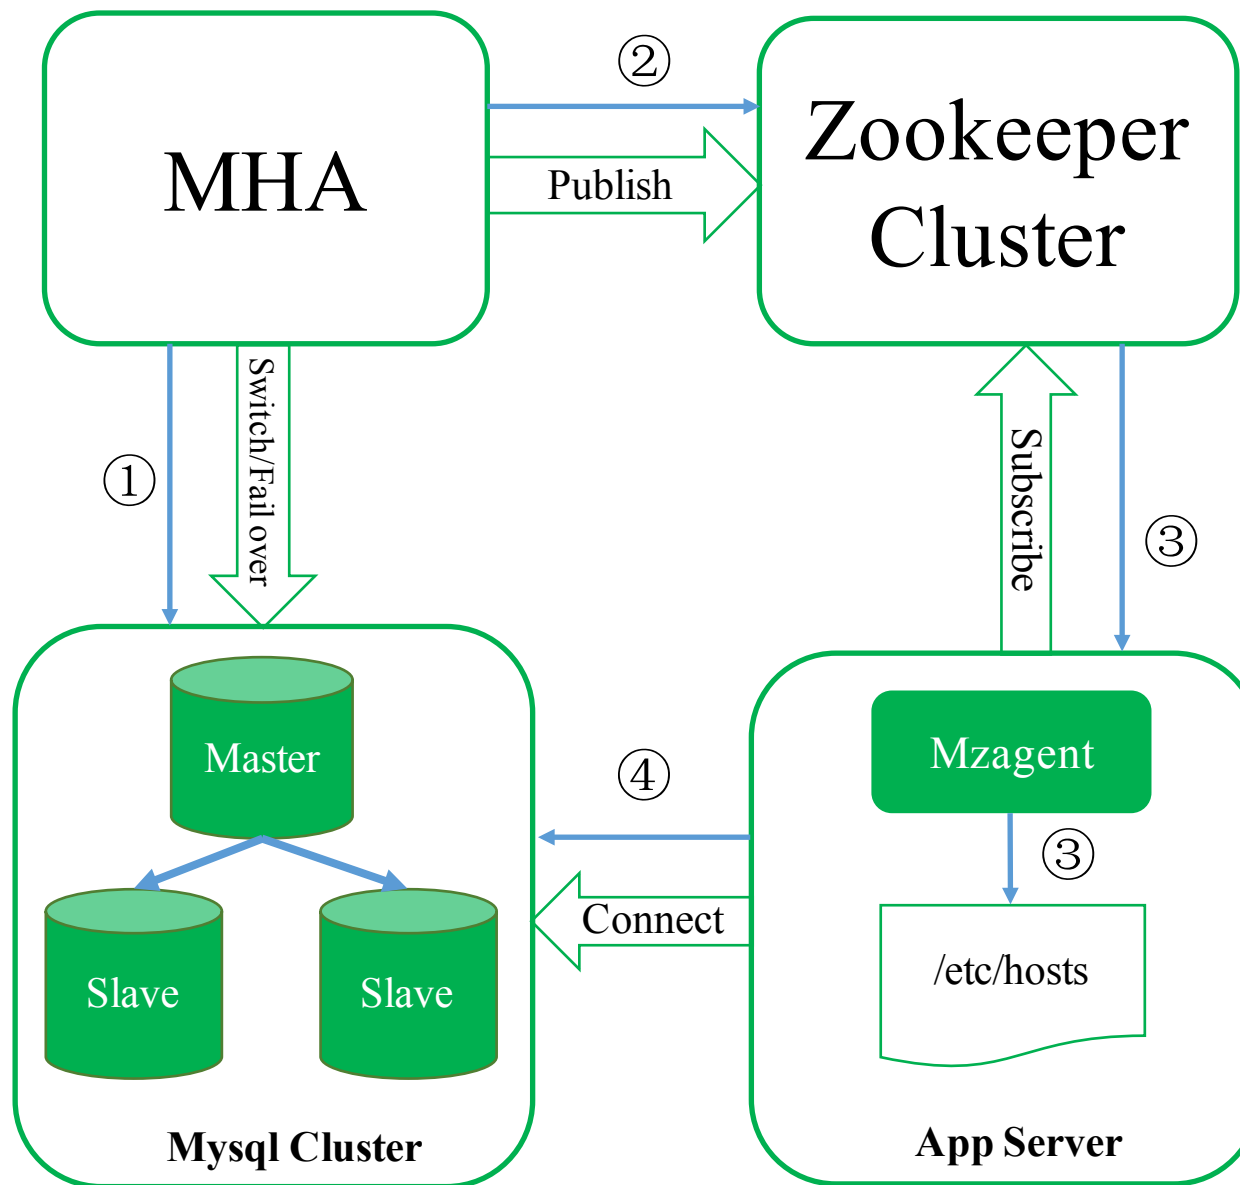 MHA
②
Publish
Zookeeper
Cluster
①
Switch/Fail over
Subscribe
③
Master
Slave
Slave
Mysql Cluster
④
Connect
Mzagent
③
/etc/hosts
App Server